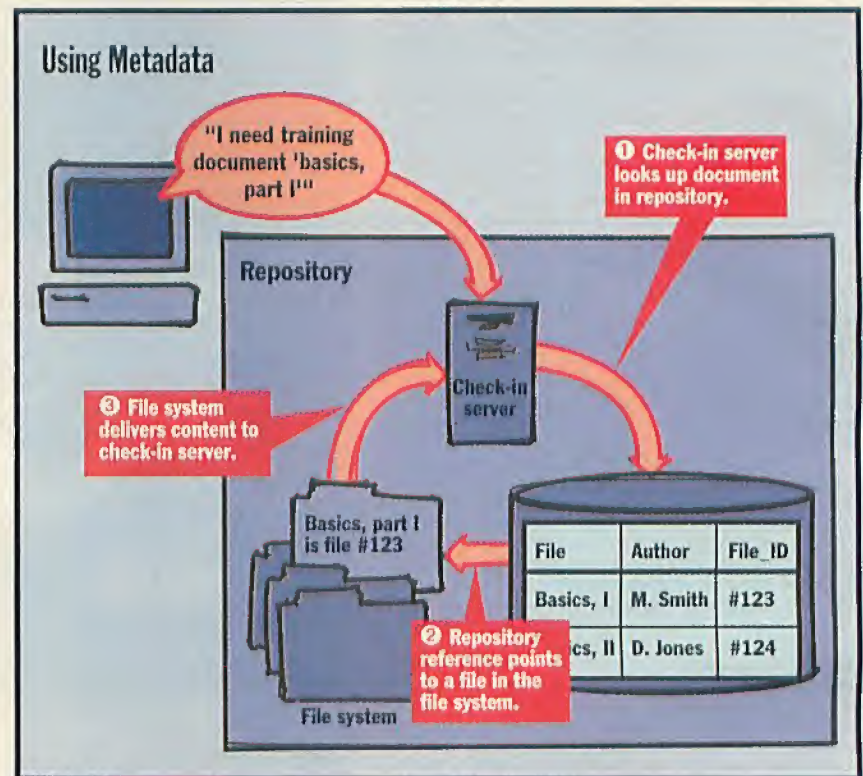 Using Metadata
"I need training
document 'basics,
part I'"
❶ Check-in server
looks up document
in repository.
Repository
Check-in
server
❸ File system
delivers content to
check-in server.
Basics, part I
is file #123
File Author File_ID
Basics, I M. Smith #123
ics, II D. Jones #124
❷ Repository
reference points
to a file in the
file system.
File system